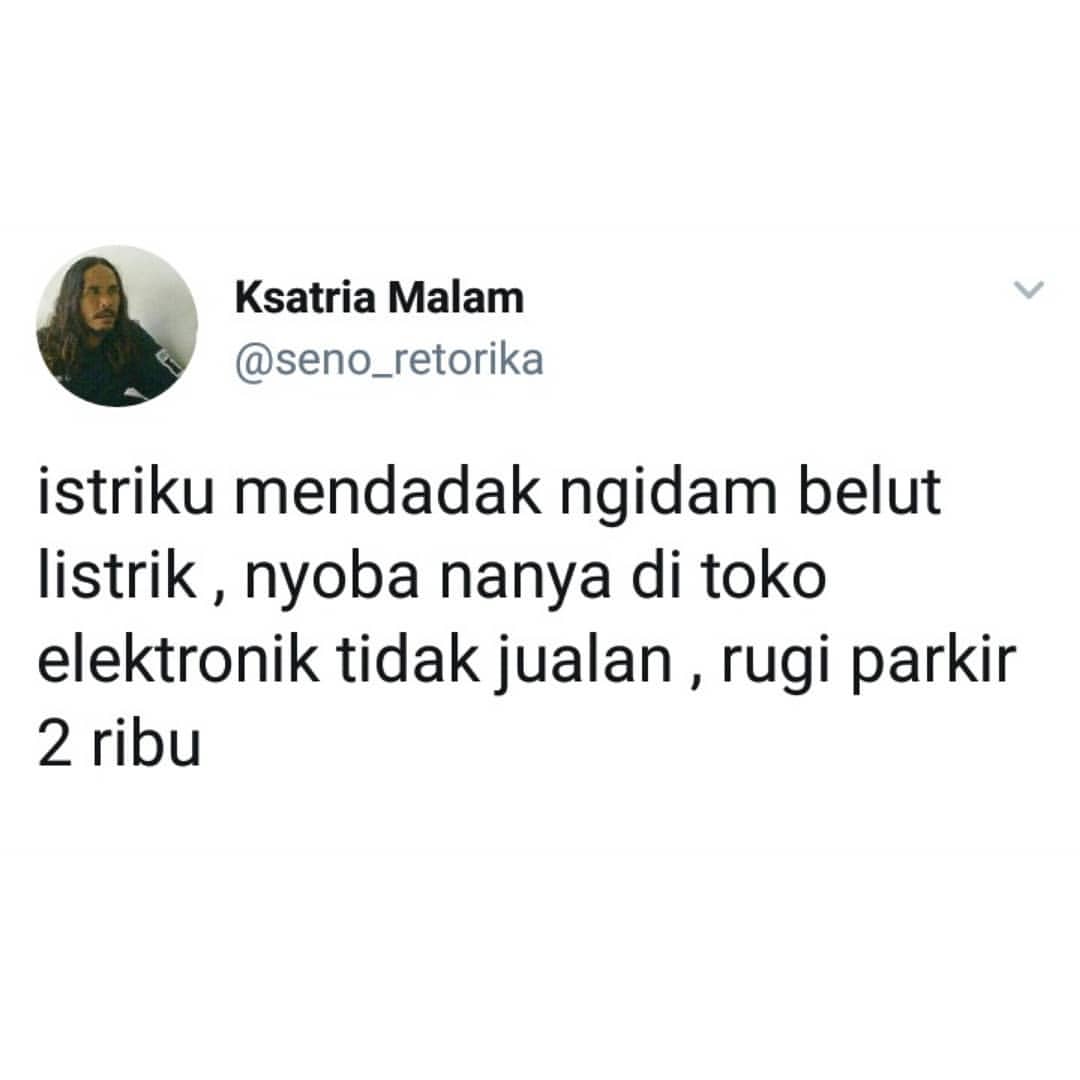 Ksatria Malam
@seno_retorika
istriku mendadak ngidam belut
listrik , nyoba nanya di toko
elektronik tidak jualan , rugi parkir
2 ribu